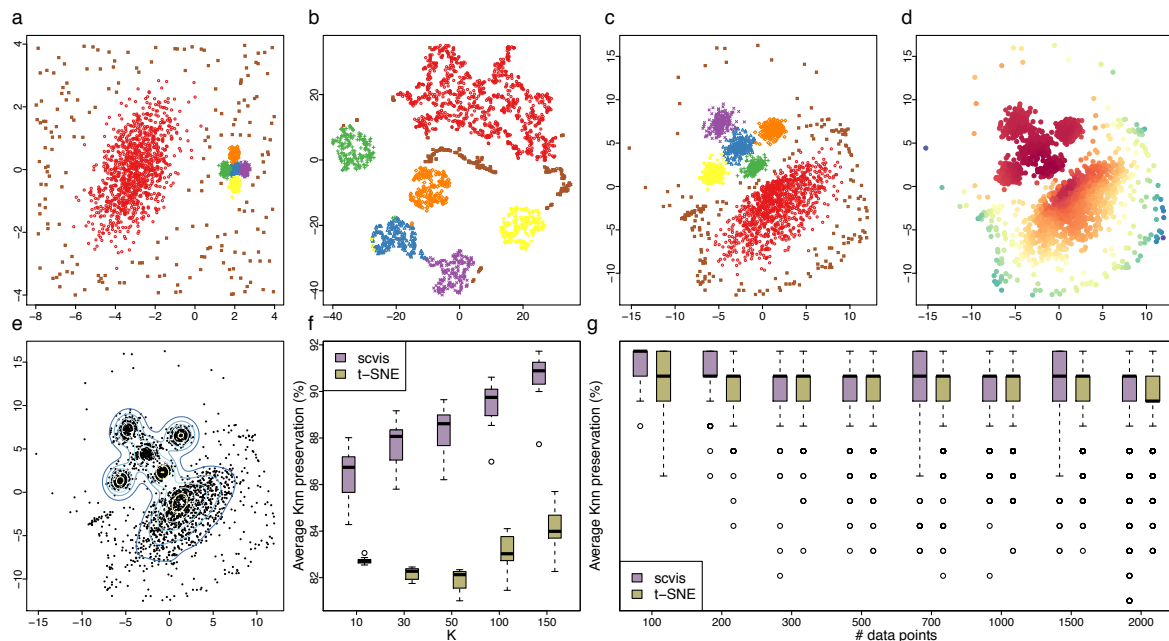 a
b
c
d
4
2
0
−2
−4
−8 −6 −4 −2 0 2 4
20
0
−20
−40
−40 −20 0 20
15
10
5
0
−5
−10
−15 −10 −5 0 5 10
15
10
5
0
−5
−10
−15 −10 −5 0 5 10
e
f
g
15
10
5
0
−5
−10
−15 −10 −5 0 5 10
scvis
t−SNE
Average Knn preservation (%)
92
90
88
86
84
82
10 30 50 100 150
K
Average Knn preservation (%)
scvis
t−SNE
100 200 300 500 700 1000 1500 2000
# data points